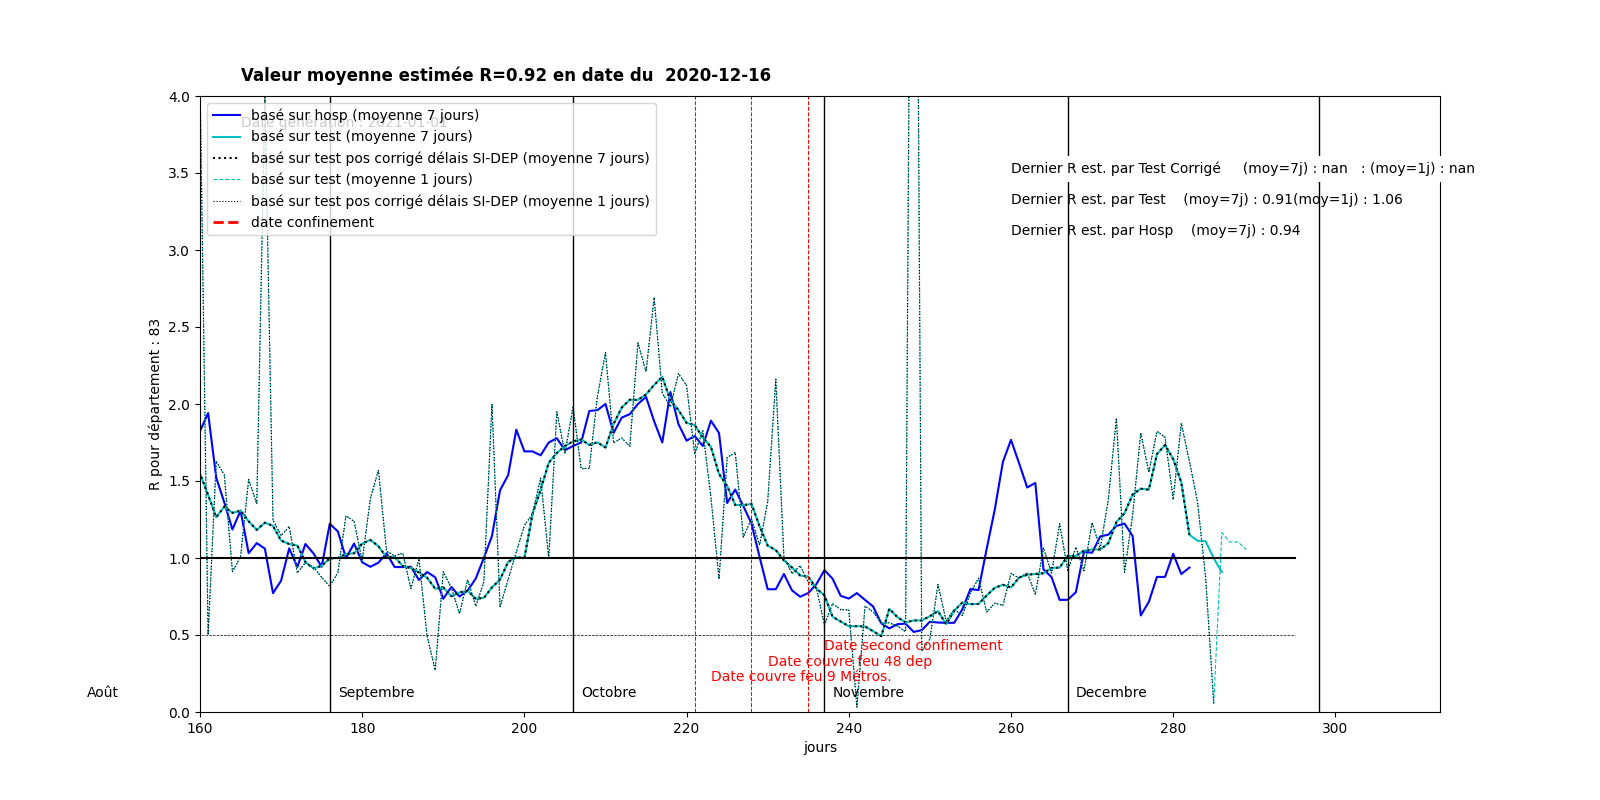 Valeur moyenne estimée R=0.92 en date du  2020-12-16
Date génération : 2021-01-01
basé sur hosp (moyenne 7 jours)
basé sur test (moyenne 7 jours)
basé sur test pos corrigé délais SI-DEP (moyenne 7 jours)
basé sur test (moyenne 1 jours)
basé sur test pos corrigé délais SI-DEP (moyenne 1 jours)
date confinement
Dernier R est. par Test Corrigé     (moy=7j) : nan   : (moy=1j) : nan
Dernier R est. par Test    (moy=7j) : 0.91(moy=1j) : 1.06
Dernier R est. par Hosp    (moy=7j) : 0.94
R pour département : 83
4.0
3.5
3.0
2.5
2.0
1.5
1.0
0.5
0.0
Date second confinement
Date couvre feu 48 dep
Date couvre feu 9 Métros.
Août
Septembre
Octobre
Novembre
Decembre
160
180
200
220
240
260
280
300
jours